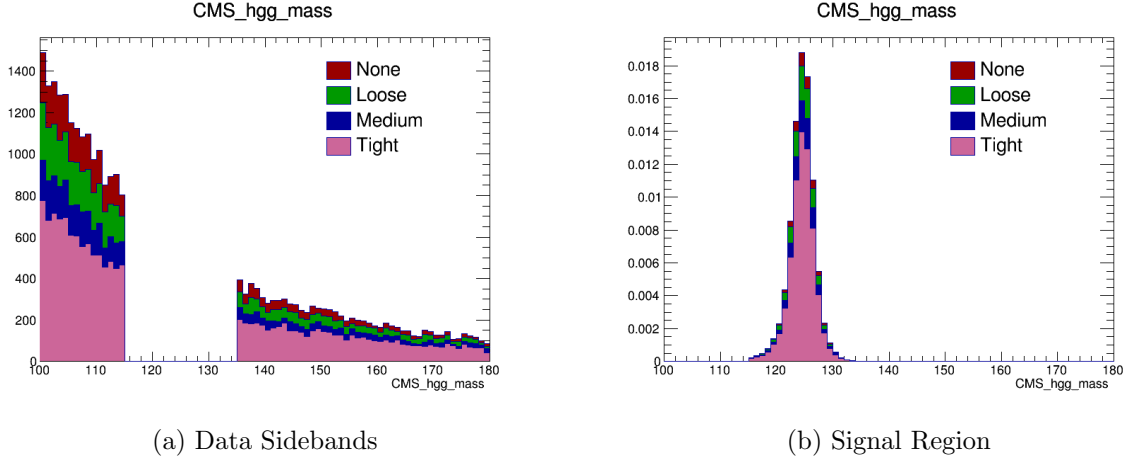 CMS_hgg_mass
None
Loose
Medium
Tight
1400
1200
1000
800
600
400
200
0
100 110 120 130 140 150 160 170 180
CMS_hgg_mass
(a) Data Sidebands
CMS_hgg_mass
None
Loose
Medium
Tight
0.018
0.016
0.014
0.012
0.01
0.008
0.006
0.004
0.002
0
100 110 120 130 140 150 160 170 180
CMS_hgg_mass
(b) Signal Region